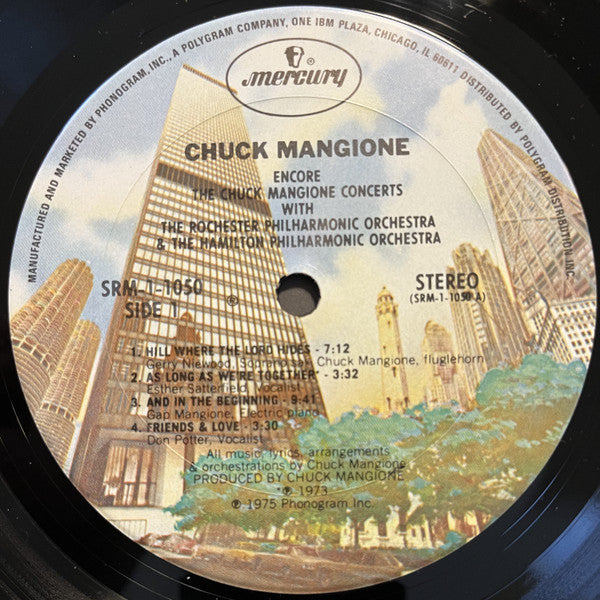 MANUFACTURED AND MARKETED BY PHONOGRAM, INC., A POLYGRAM COMPANY, ONE IBM PLAZA, CHICAGO, IL 60611 DISTRIBUTED BY POLYGRAM DISTRIBUTION INC.
®
mercury
CHUCK MANGIONE
ENCORE
THE CHUCK MANGIONE CONCERTS
WITH
THE ROCHESTER PHILHARMONIC ORCHESTRA
& THE HAMILTON PHILHARMONIC ORCHESTRA
SRM-1-1050
SIDE 1
®
STEREO
(SRM-1-1050 A)
1. HILL WHERE THE LORD HIDES - 7:12
Gerry Niewood, Soprano sax, Chuck Mangione, fluglehorn
2. AS LONG AS WE'RE TOGETHER - 3:32
Esther Satterfield, Vocalist
3. AND IN THE BEGINNING - 9:41
Gap Mangione, Electric piano
4. FRIENDS & LOVE - 3:30
Don Potter, Vocalist
All music, lyrics, arrangements
& orchestrations by Chuck Mangione
PRODUCED BY CHUCK MANGIONE
℗ 1973
℗ 1975 Phonogram Inc.